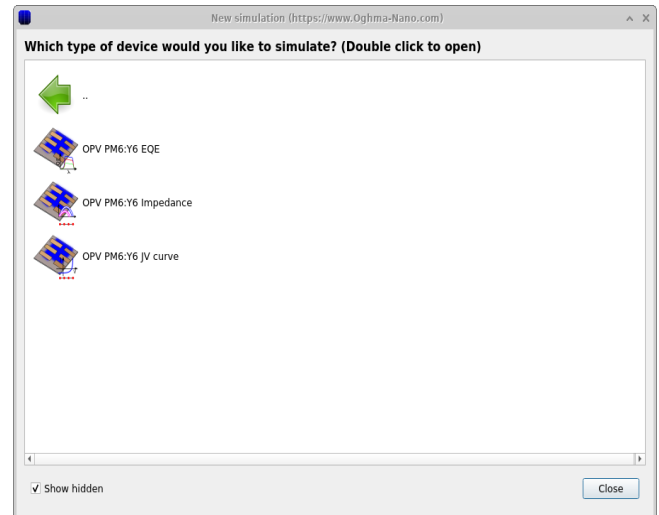 New simulation (https://www.Oghma-Nano.com)
Which type of device would you like to simulate? (Double click to open)
..
OPV PM6:Y6 EQE
OPV PM6:Y6 Impedance
OPV PM6:Y6 JV curve
Show hidden
Close